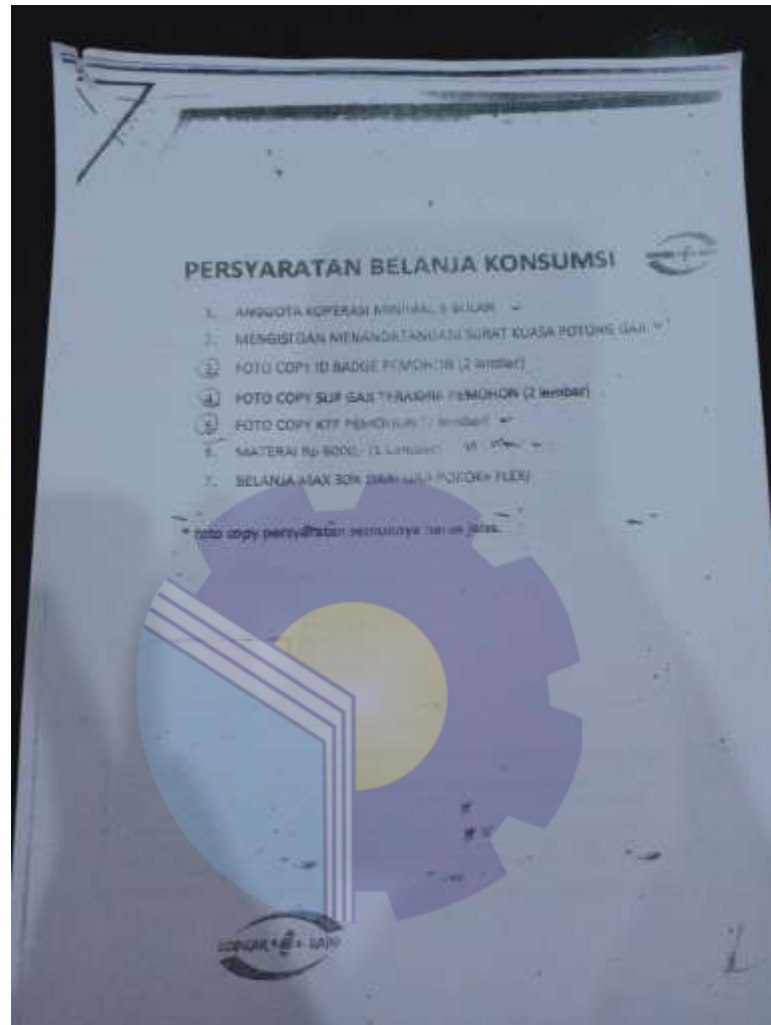 7
PERSYARATAN BELANJA KONSUMSI
1. ANGGOTA KOPERASI MINIMAL BULAN
2. MENGISI DAN MENANDATANGANI SURAT KUASA POTONG GAJI
3. FOTO COPY ID BADGE PEMOHON (2 lembar)
4. FOTO COPY SLIP GAJI TERAKHIR PEMOHON (2 lembar)
5. FOTO COPY KTP PEMOHON lembar)
6. MATERAI Rp 6000,- (1 Lembar)
7. BELANJA MAX 30% DARI GAJI POKOK+
* foto copy persyaratan semuanya harus jelas.